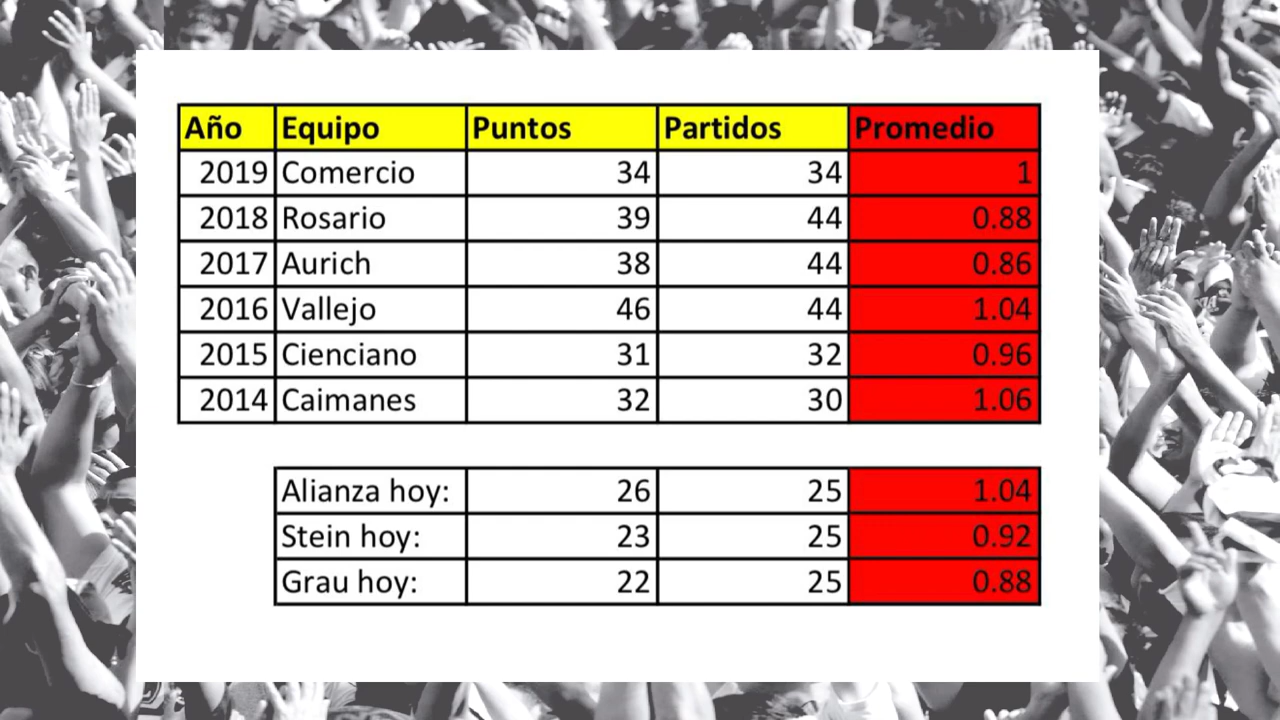 Año Equipo Puntos Partidos Promedio
2019 Comercio 34 34 1
2018 Rosario 39 44 0.88
2017 Aurich 38 44 0.86
2016 Vallejo 46 44 1.04
2015 Cienciano 31 32 0.96
2014 Caimanes 32 30 1.06
Alianza hoy: 26 25 1.04
Stein hoy: 23 25 0.92
Grau hoy: 22 25 0.88